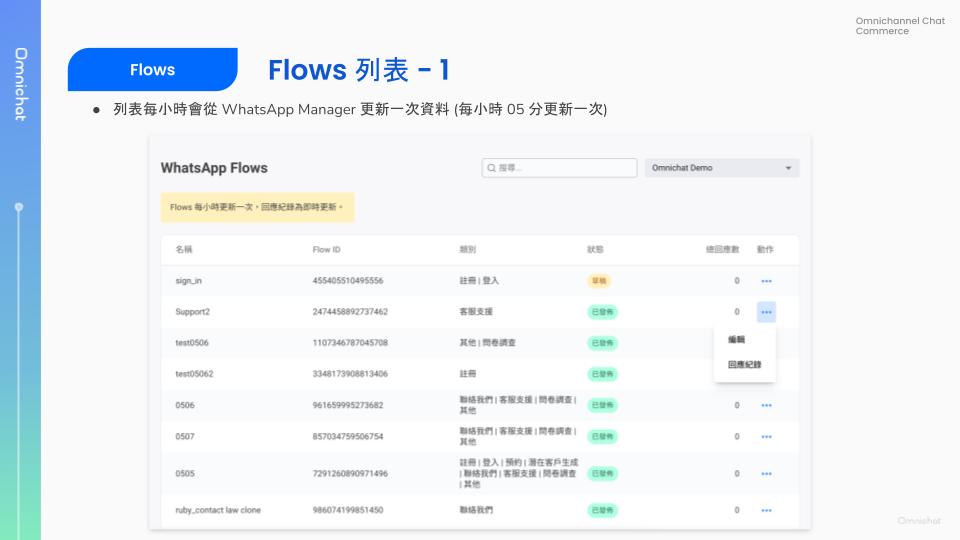 Omnichannel Chat
Commerce
Omnichat
Flows
Flows 列表 - 1
● 列表每小時會從 WhatsApp Manager 更新一次資料 (每小時 05 分更新一次)
WhatsApp Flows
搜尋...
Omnichat Demo
Flows 每小時更新一次，回應紀錄為即時更新。
名稱 Flow ID 類別 狀態 總回應數 動作
sign_in 455405510495556 註冊 | 登入 草稿 0 •••
Support2 2474458892737462 客服支援 已發佈 0 •••
編輯
回應紀錄
test0506 1107346787045708 其他 | 問卷調查 已發佈
test05062 3348173908813406 註冊 已發佈
0506 961659995273682 聯絡我們 | 客服支援 | 問卷調查 |
其他 已發佈 0 •••
0507 857034759506754 聯絡我們 | 客服支援 | 問卷調查 |
其他 已發佈 0 •••
0505 7291260890971496 註冊 | 登入 | 預約 | 潛在客戶生成
| 聯絡我們 | 客服支援 | 問卷調查
| 其他 已發佈 0 •••
ruby_contact law clone 986074199851450 聯絡我們 已發佈 0 •••
Omnichat